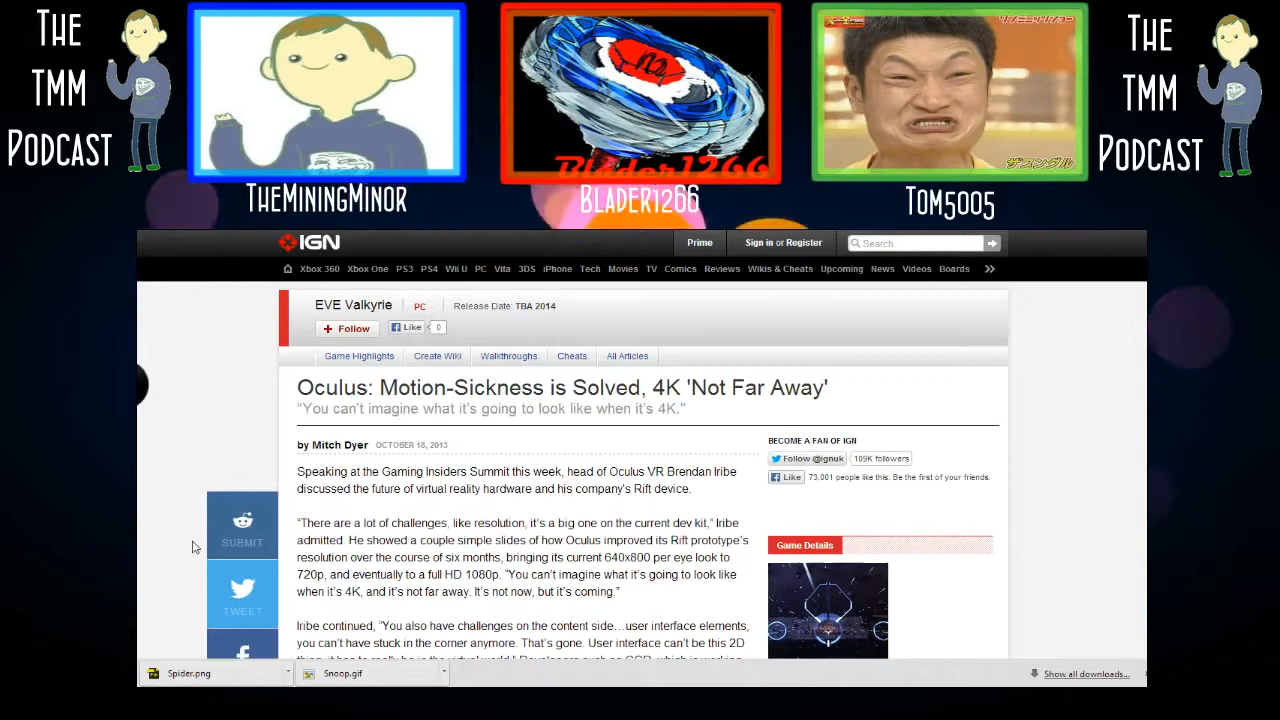 The
TMM
Podcast
The
TMM
Podcast
Blader1266
ザコングル
TheMiningMinor
Blader1266
Tom5005
IGN
Prime
Sign in or Register
Search
Xbox 360 Xbox One PS3 PS4 Wii U PC Vita 3DS iPhone Tech Movies TV Comics Reviews Wikis & Cheats Upcoming News Videos Boards
EVE Valkyrie PC Release Date: TBA 2014
+ Follow Like 0
Game Highlights Create Wiki Walkthroughs Cheats All Articles
Oculus: Motion-Sickness is Solved, 4K 'Not Far Away'
"You can't imagine what it's going to look like when it's 4K."
by Mitch Dyer OCTOBER 18, 2013
Speaking at the Gaming Insiders Summit this week, head of Oculus VR Brendan Iribe
discussed the future of virtual reality hardware and his company's Rift device.
"There are a lot of challenges, like resolution, it's a big one on the current dev kit," Iribe
admitted. He showed a couple simple slides of how Oculus improved its Rift prototype's
resolution over the course of six months, bringing its current 640x800 per eye look to
720p, and eventually to a full HD 1080p. "You can't imagine what it's going to look like
when it's 4K, and it's not far away. It's not now, but it's coming."
Iribe continued, "You also have challenges on the content side…user interface elements,
you can't have stuck in the corner anymore. That's gone. User interface can't be this 2D
BECOME A FAN OF IGN
Follow @ignuk 109K followers
Like 73,001 people like this. Be the first of your friends.
Game Details
SUBMIT
TWEET
Spider.png
Snoop.gif
Show all downloads...